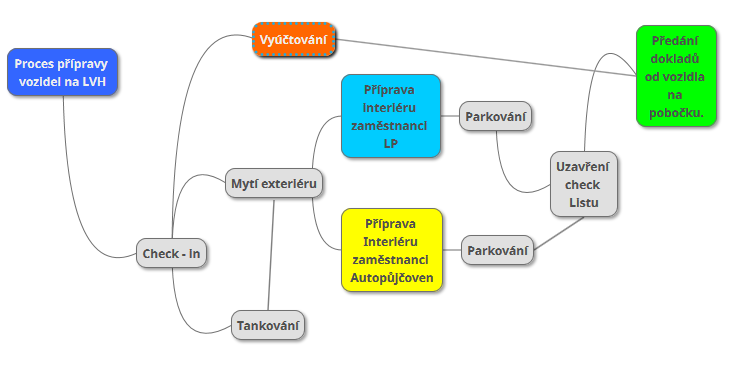 Proces přípravy
vozidel na LVH
Vyúčtování
Předání
dokladů
od vozidla
na
pobočku.
Příprava
interiéru
zaměstnanci
LP
Parkování
Uzavření
check
Listu
Mytí exteriéru
Příprava
Interiéru
zaměstnanci
Autopůjčoven
Parkování
Check - in
Tankování